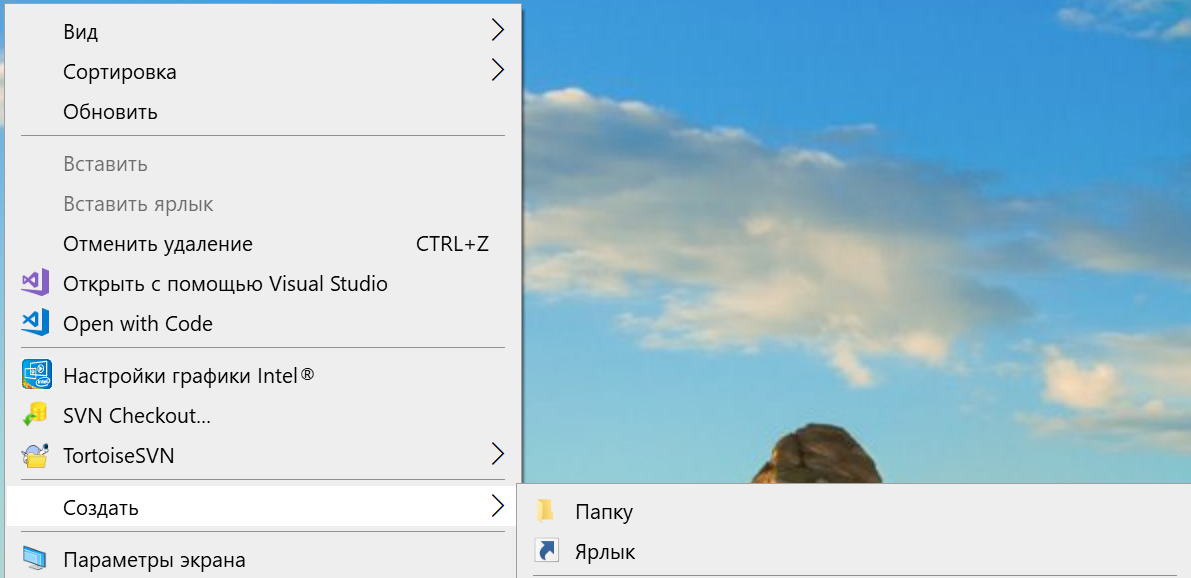 Вид
Сортировка
Обновить
Вставить
Вставить ярлык
Отменить удаление CTRL+Z
Открыть с помощью Visual Studio
Open with Code
Настройки графики Intel®
SVN Checkout...
TortoiseSVN
Создать
Папку
Ярлык
Параметры экрана